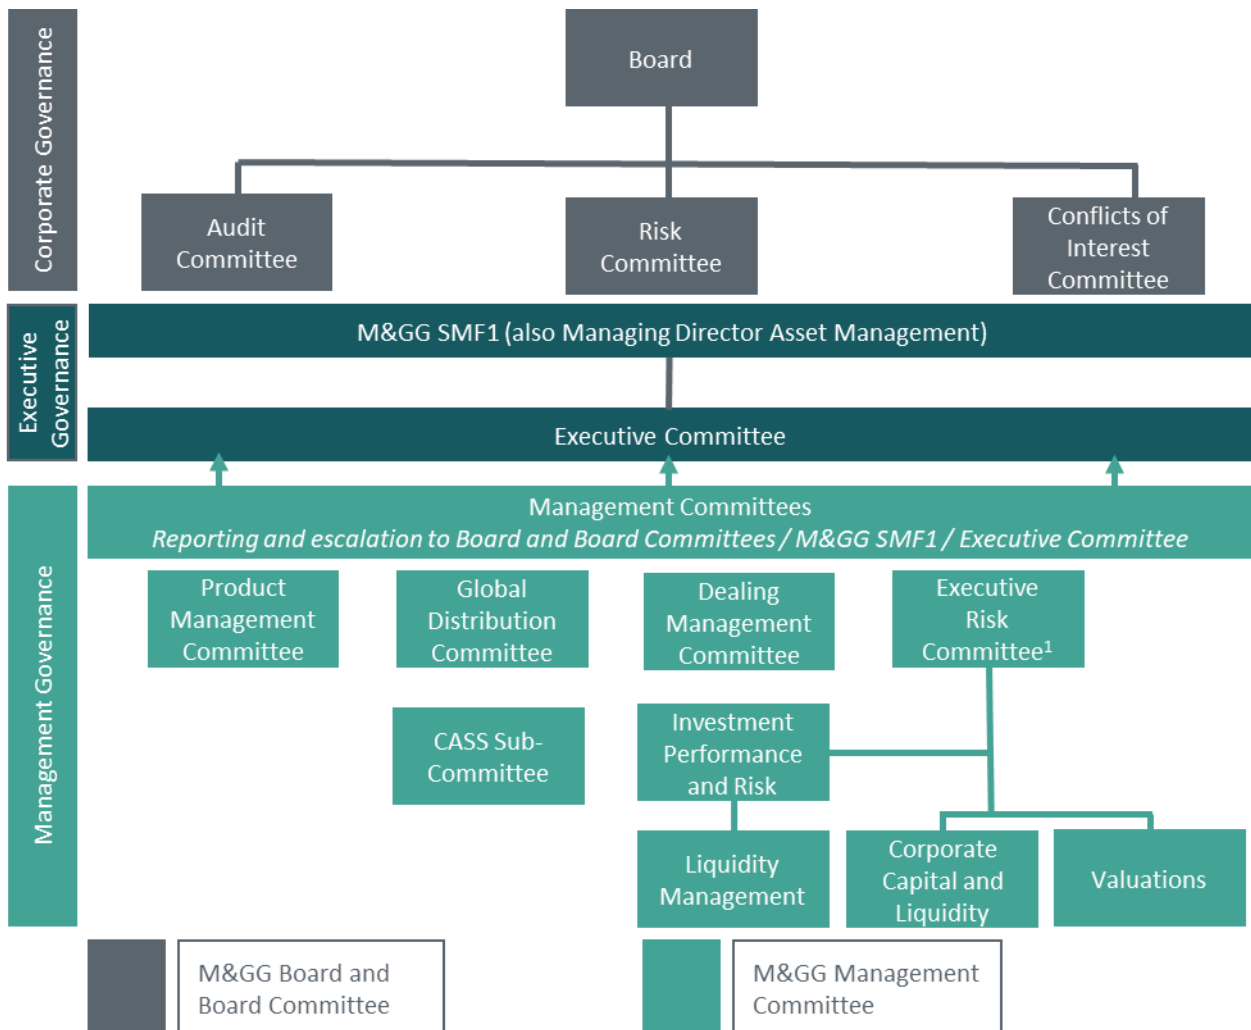 Corporate Governance
Board
Audit
Committee
Risk
Committee
Conflicts of
Interest
Committee
Executive
Governance
M&GG SMF1 (also Managing Director Asset Management)
Executive Committee
Management Governance
Management Committees
Reporting and escalation to Board and Board Committees / M&GG SMF1 / Executive Committee
Product
Management
Committee
Global
Distribution
Committee
Dealing
Management
Committee
Executive
Risk
Committee¹
CASS Sub-
Committee
Investment
Performance
and Risk
Liquidity
Management
Corporate
Capital and
Liquidity
Valuations
M&GG Board and
Board Committee
M&GG Management
Committee